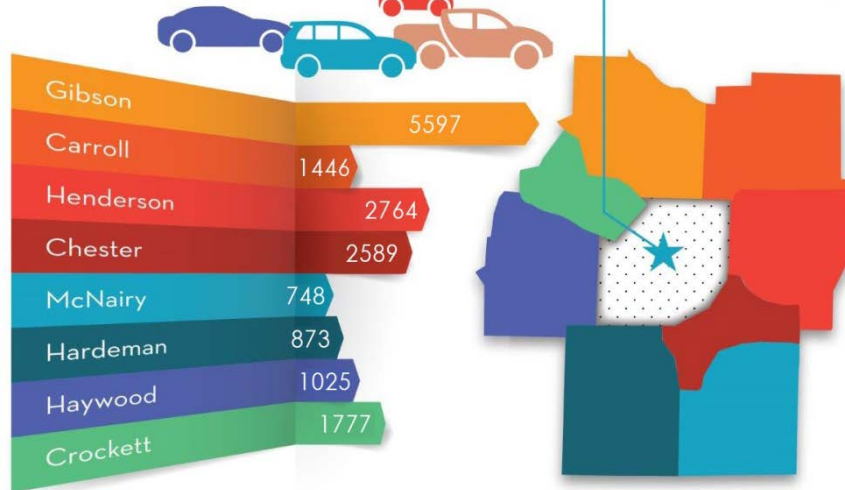 Gibson 5597
Carroll 1446
Henderson 2764
Chester 2589
McNairy 748
Hardeman 873
Haywood 1025
Crockett 1777